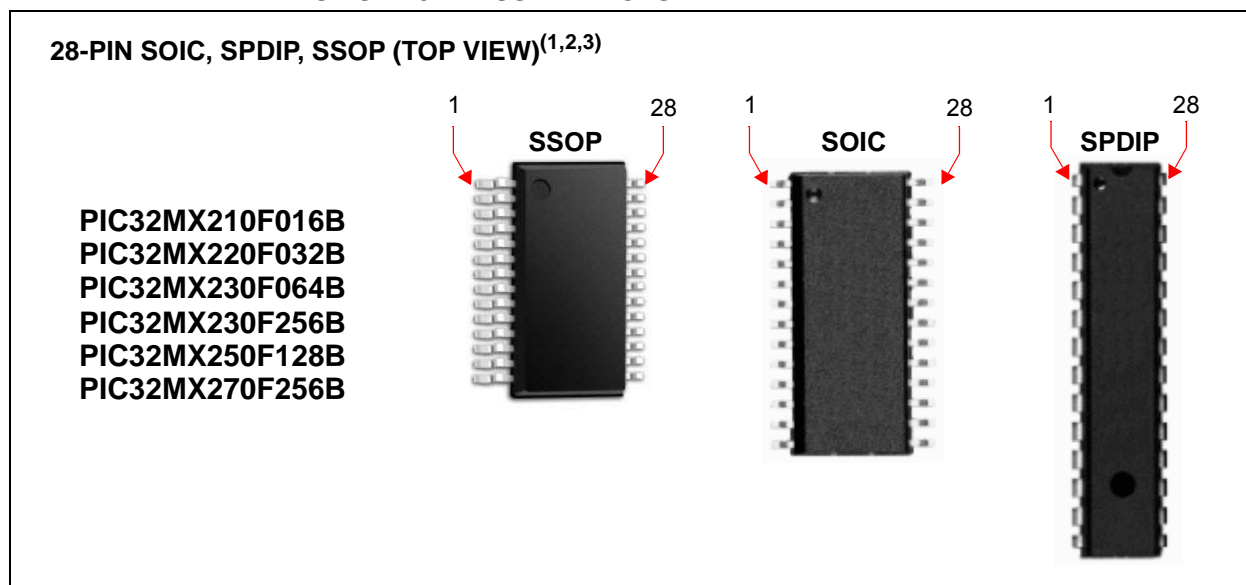 28-PIN SOIC, SPDIP, SSOP (TOP VIEW)(1,2,3)
1 28 1 28 1 28
SSOP SOIC SPDIP
PIC32MX210F016B
PIC32MX220F032B
PIC32MX230F064B
PIC32MX230F256B
PIC32MX250F128B
PIC32MX270F256B